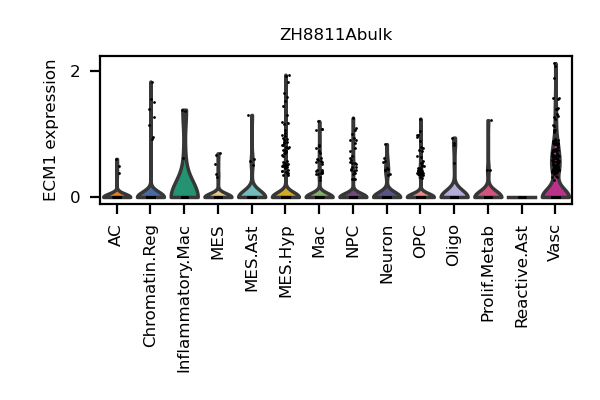 ZH8811Abulk
ECM1 expression
2
0
AC
Chromatin.Reg
Inflammatory.Mac
MES
MES.Ast
MES.Hyp
Mac
NPC
Neuron
OPC
Oligo
Prolif.Metab
Reactive.Ast
Vasc